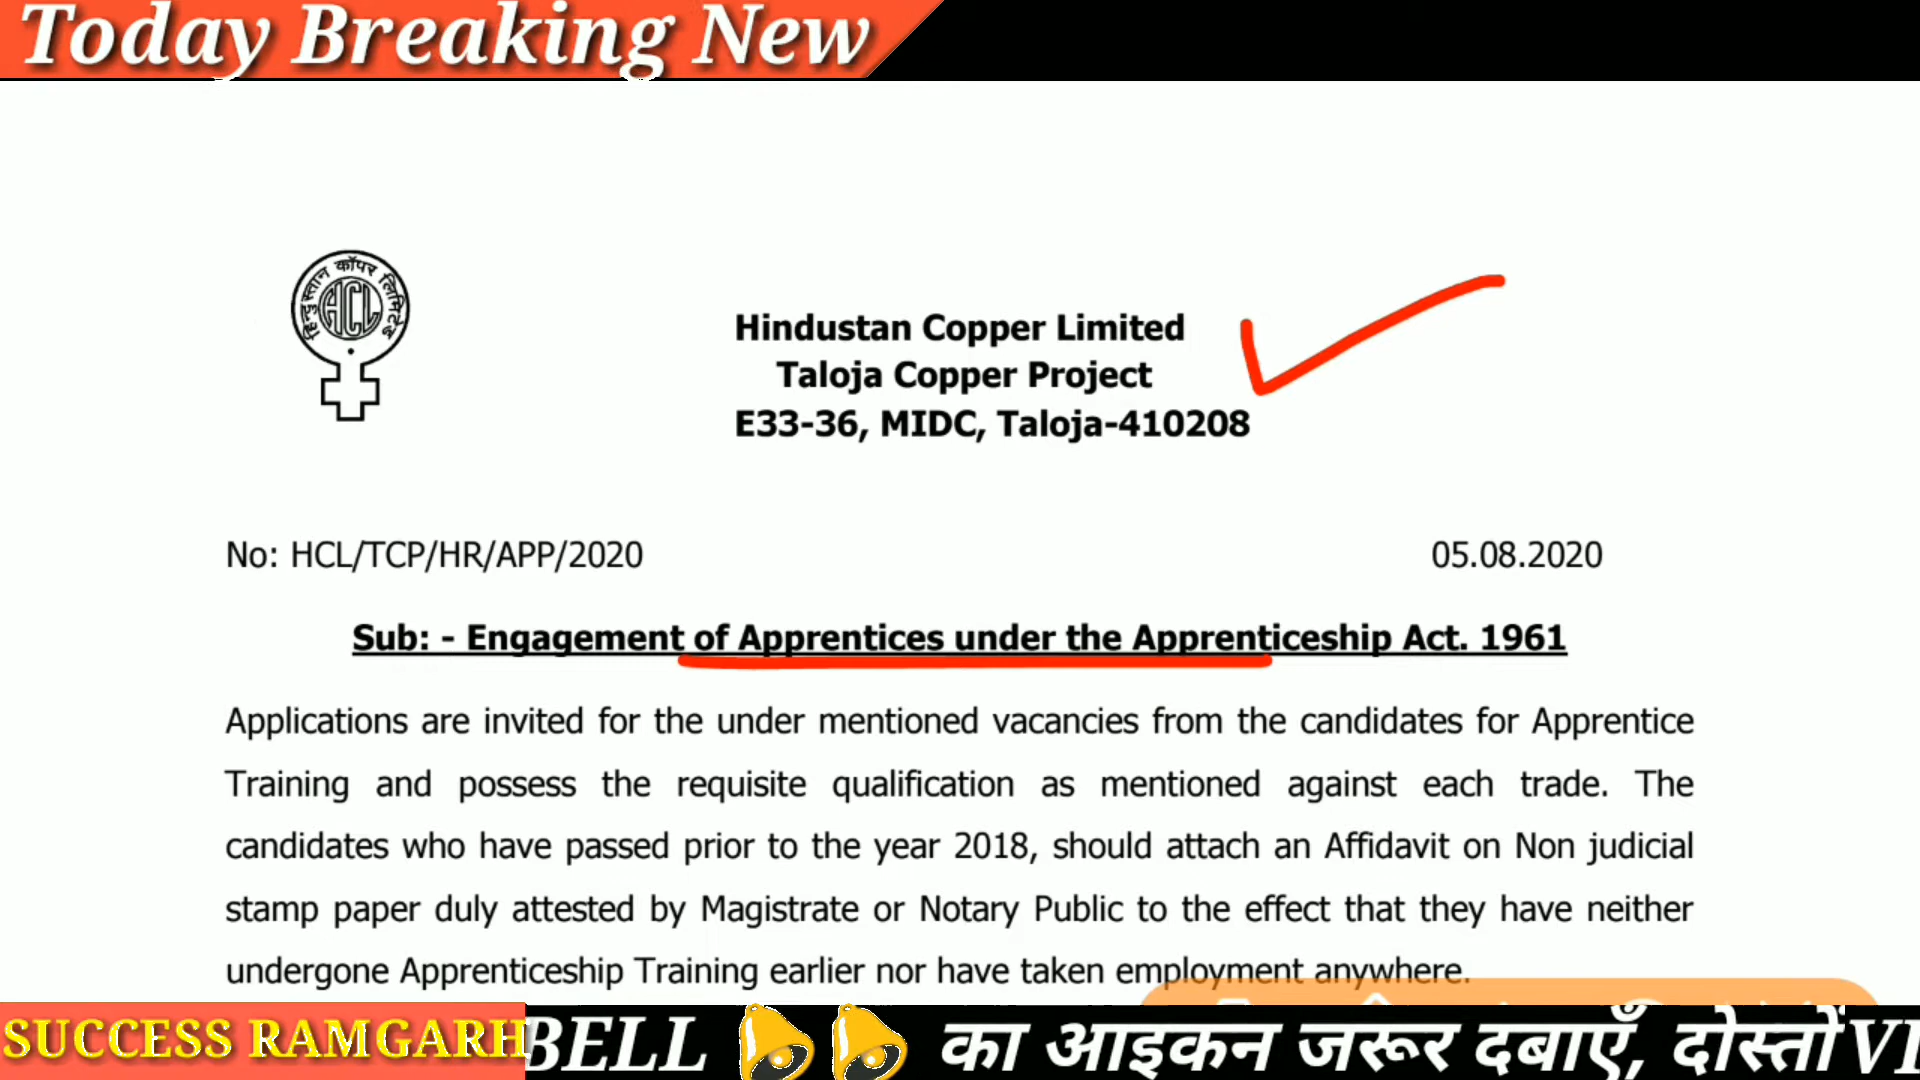 Today Breaking New
हिन्दुस्तान कॉपर लिमिटेड
HCL
Hindustan Copper Limited
Taloja Copper Project
E33-36, MIDC, Taloja-410208
No: HCL/TCP/HR/APP/2020 05.08.2020
Sub: - Engagement of Apprentices under the Apprenticeship Act. 1961
Applications are invited for the under mentioned vacancies from the candidates for Apprentice
Training and possess the requisite qualification as mentioned against each trade. The
candidates who have passed prior to the year 2018, should attach an Affidavit on Non judicial
stamp paper duly attested by Magistrate or Notary Public to the effect that they have neither
undergone Apprenticeship Training earlier nor have taken employment anywhere.
SUCCESS RAMGARH BELL 🔔 🔔 का आइकन जरूर दबाएँ, दोस्तों